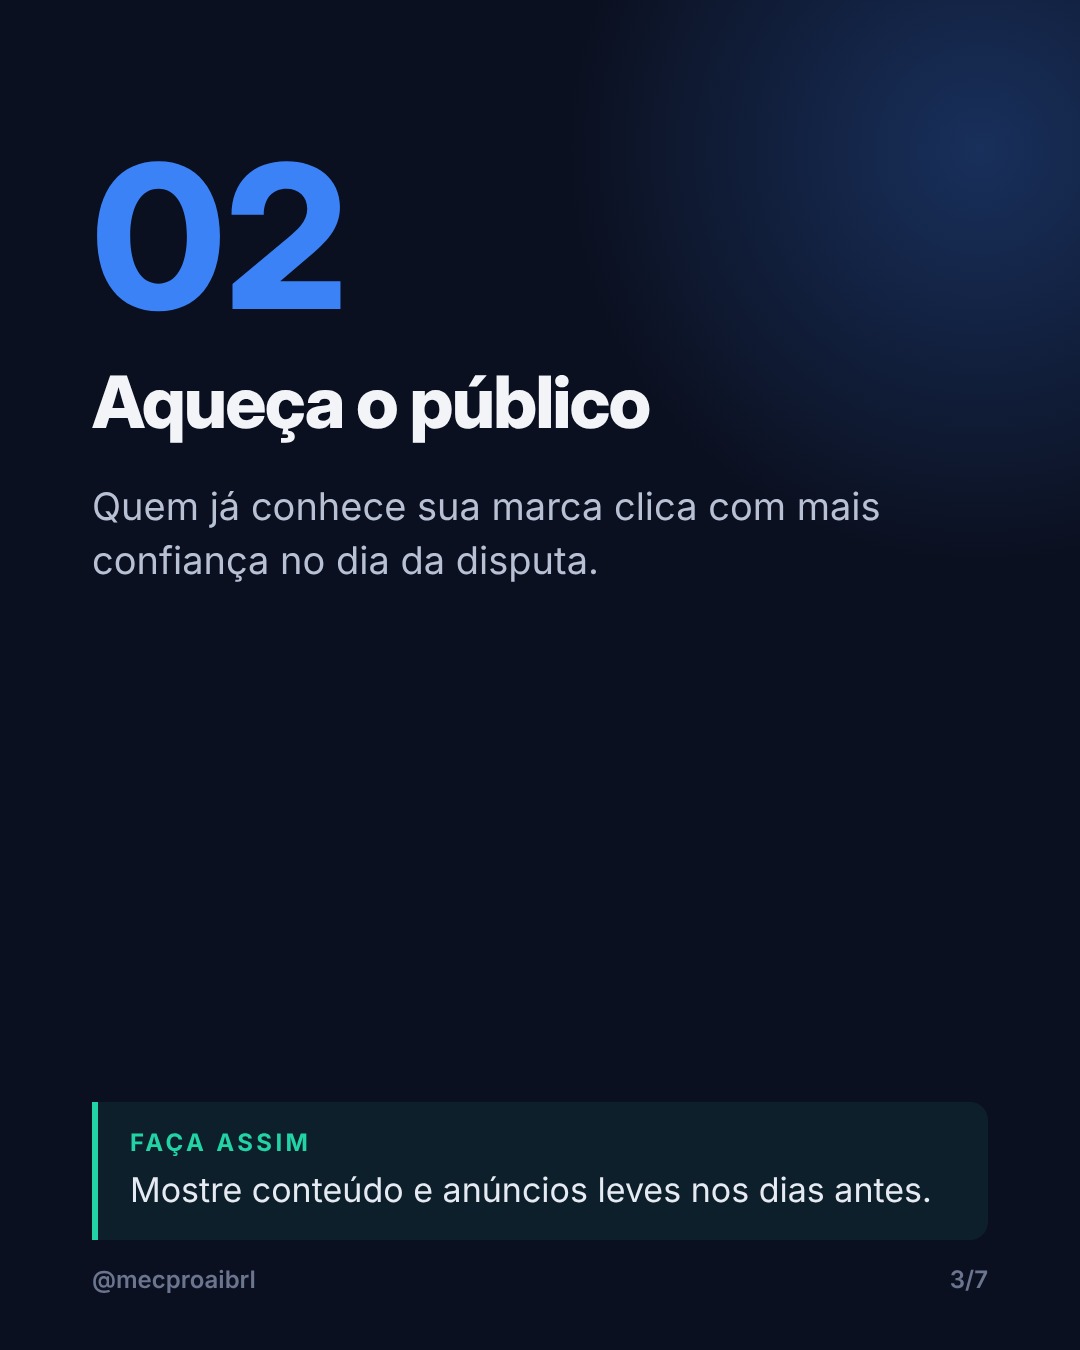 02
Aqueça o público
Quem já conhece sua marca clica com mais
confiança no dia da disputa.
FAÇA ASSIM
Mostre conteúdo e anúncios leves nos dias antes.
@mecproaibrl
3/7